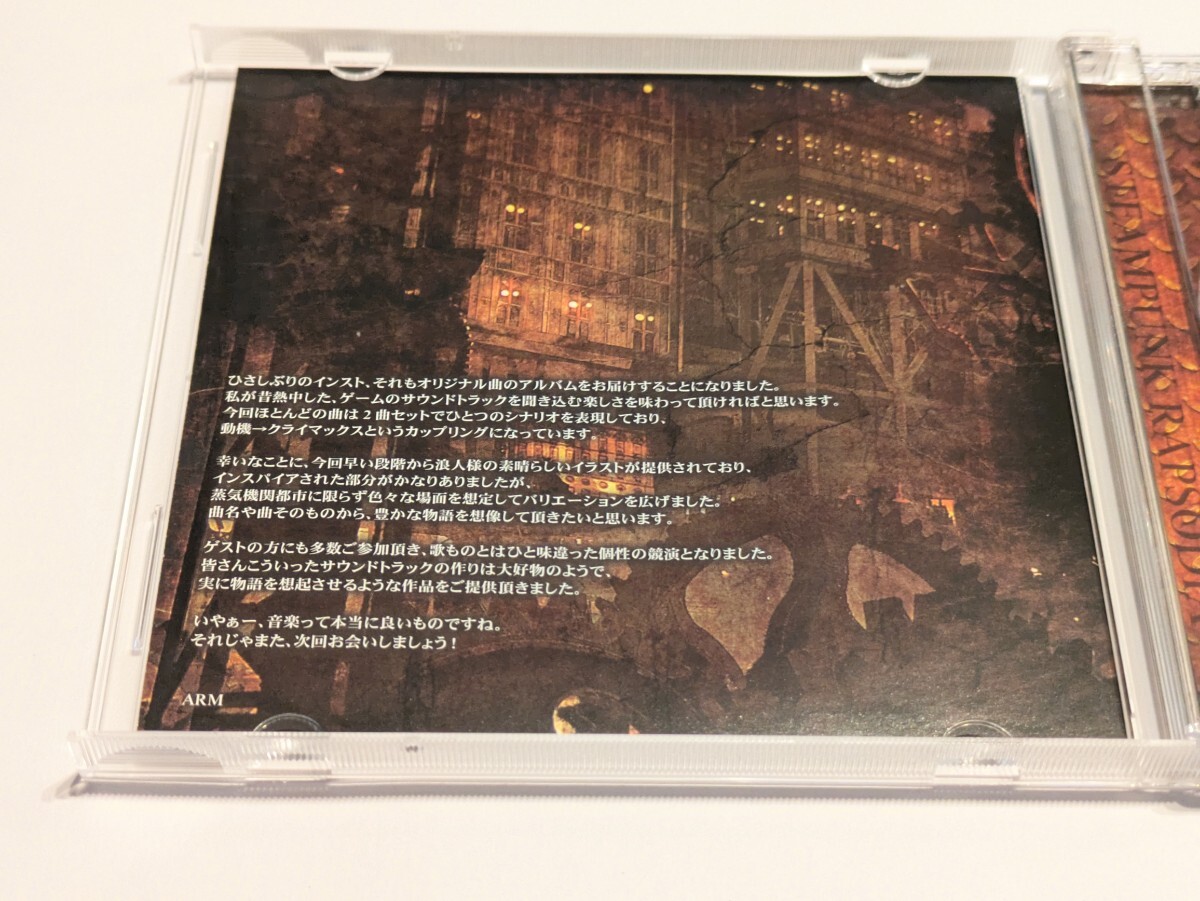 ひさしぶりのインスト、それもオリジナル曲のアルバムをお届けすることになりました。
私が昔熱中した、ゲームのサウンドトラックを聞き込む楽しさを味わって頂ければと思います。
今回ほとんどの曲は2曲セットでひとつのシナリオを表現しており、
動機→クライマックスというカップリングになっています。
幸いなことに、今回早い段階から浪人様の素晴らしいイラストが提供されており、
インスパイアされた部分がかなりありましたが、
蒸気機関都市に限らず色々な場面を想定してバリエーションを広げました。
曲名や曲そのものから、豊かな物語を想像して頂きたいと思います。
ゲストの方にも多数ご参加頂き、歌ものとはひと味違った個性の競演となりました。
皆さんこういったサウンドトラックの作りは大好物のようで、
実に物語を想起させるような作品をご提供頂きました。
いやぁー、音楽って本当に良いものですね。
それじゃまた、次回お会いしましょう!
ARM
STEAMPUNK RAPSODI